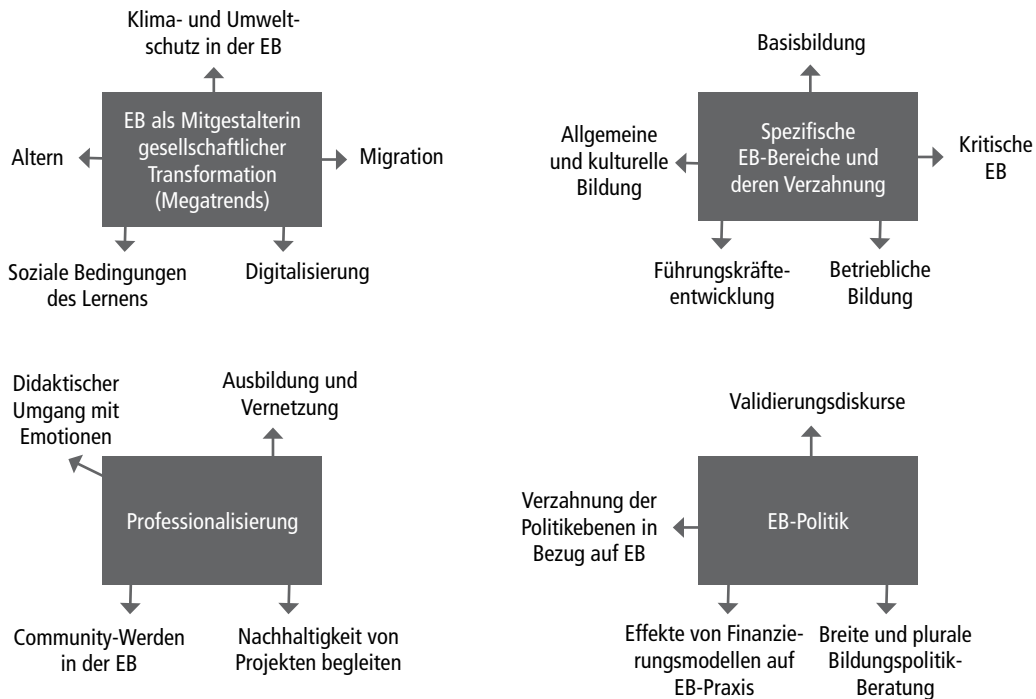 Klima- und Umwelt-
schutz in der EB
EB als Mitgestalterin
gesellschaftlicher
Transformation
(Megatrends)
Altern
Migration
Soziale Bedingungen
des Lernens
Digitalisierung
Basisbildung
Allgemeine
und kulturelle
Bildung
Spezifische
EB-Bereiche und
deren Verzahnung
Kritische
EB
Führungskräfte-
entwicklung
Betriebliche
Bildung
Didaktischer
Umgang mit
Emotionen
Ausbildung und
Vernetzung
Professionalisierung
Community-Werden
in der EB
Nachhaltigkeit von
Projekten begleiten
Validierungsdiskurse
Verzahnung der
Politikebenen in
Bezug auf EB
EB-Politik
Effekte von Finanzie-
rungsmodellen auf
EB-Praxis
Breite und plurale
Bildungspolitik-
Beratung